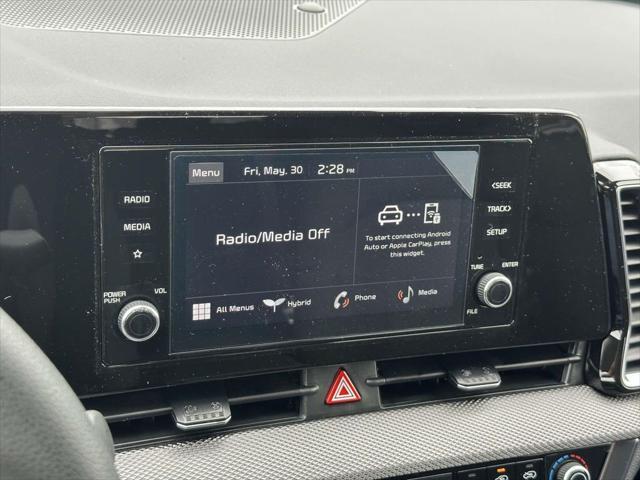 Menu
Fri, May. 30
2:28 PM
RADIO
MEDIA
POWER
PUSH
VOL
Radio/Media Off
To start connecting Android
Auto or Apple CarPlay, press
this widget.
All Menus
Hybrid
Phone
Media
<SEEK
TRACK>
SETUP
TUNE
ENTER
FILE